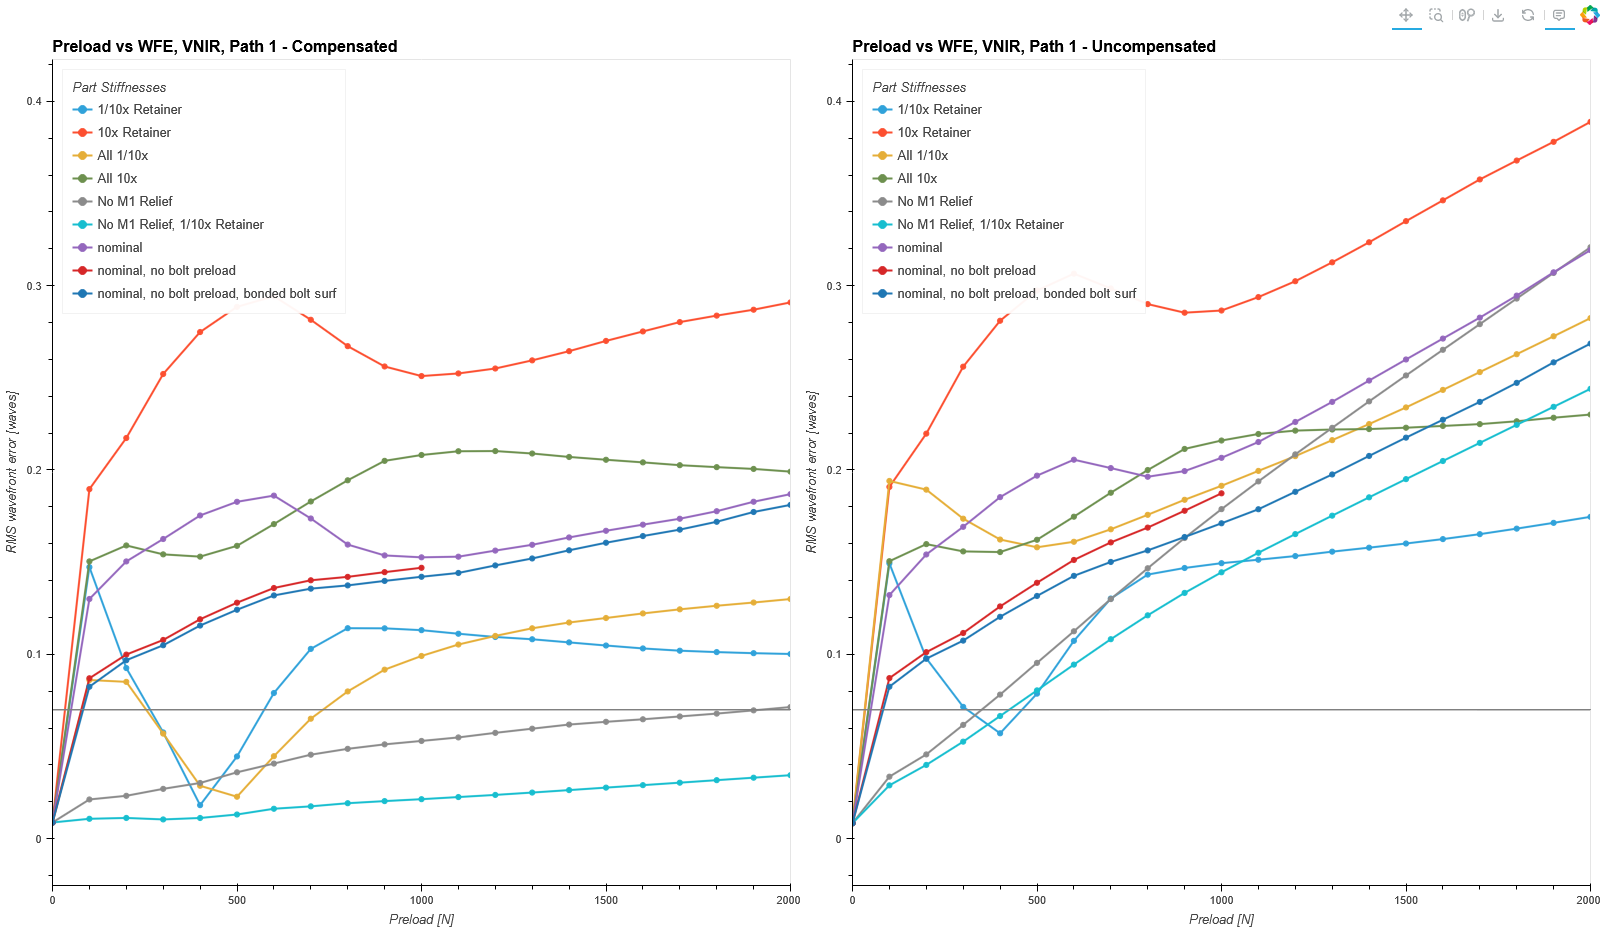 Preload vs WFE, VNIR, Path 1 - Compensated
Part Stiffnesses
1/10x Retainer
10x Retainer
All 1/10x
All 10x
No M1 Relief
No M1 Relief, 1/10x Retainer
nominal
nominal, no bolt preload
nominal, no bolt preload, bonded bolt surf
RMS wavefront error [waves]
0.4
0.3
0.2
0.1
0
0
500
1000
1500
2000
Preload [N]
Preload vs WFE, VNIR, Path 1 - Uncompensated
Part Stiffnesses
1/10x Retainer
10x Retainer
All 1/10x
All 10x
No M1 Relief
No M1 Relief, 1/10x Retainer
nominal
nominal, no bolt preload
nominal, no bolt preload, bonded bolt surf
RMS wavefront error [waves]
0.4
0.3
0.2
0.1
0
0
500
1000
1500
2000
Preload [N]